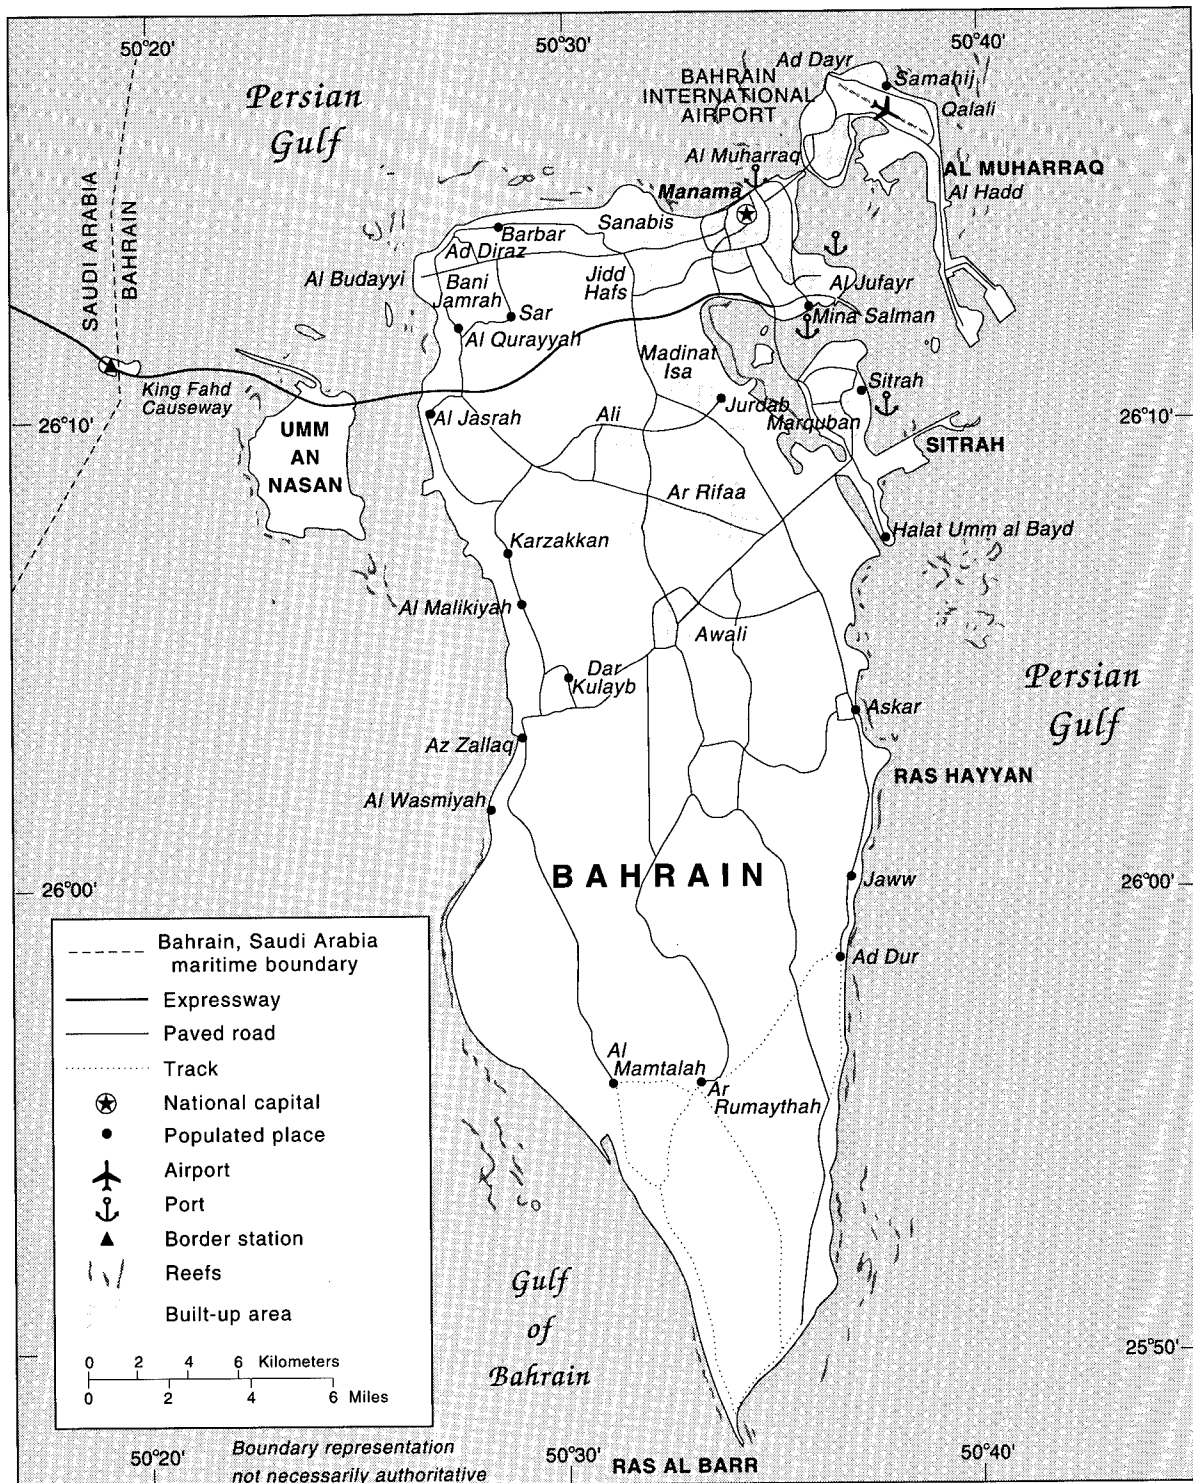 50°20'
50°30'
50°40'
Persian
Gulf
BAHRAIN
INTERNATIONAL
AIRPORT
Ad Dayr
Samahij
Qalali
Al Muharraq
AL MUHARRAQ
Al Hadd
Manama
SAUDI ARABIA
BAHRAIN
Sanabis
Barbar
Ad Diraz
Al Budayyi
Bani
Jamrah
Jidd
Hafs
Al Jufayr
Sar
Mina Salman
Al Qurayyah
Madinat
Isa
King Fahd
Causeway
Sitrah
Jurdab
Marquban
26°10'
Al Jasrah
Ali
26°10'
UMM
AN
NASAN
SITRAH
Ar Rifaa
Karzakkan
Halat Umm al Bayd
Al Malikiyah
Awali
Dar
Kulayb
Persian
Gulf
Askar
Az Zallaq
RAS HAYYAN
Al Wasmiyah
BAHRAIN
Jaww
26°00'
26°00'
Ad Dur
Al
Mamtalah
Ar
Rumaythah
Gulf
of
Bahrain
25°50'
Bahrain, Saudi Arabia
maritime boundary
Expressway
Paved road
Track
National capital
Populated place
Airport
Port
Border station
Reefs
Built-up area
0 2 4 6 Kilometers
0 2 4 6 Miles
Boundary representation
not necessarily authoritative
50°20'
50°30'
RAS AL BARR
50°40'